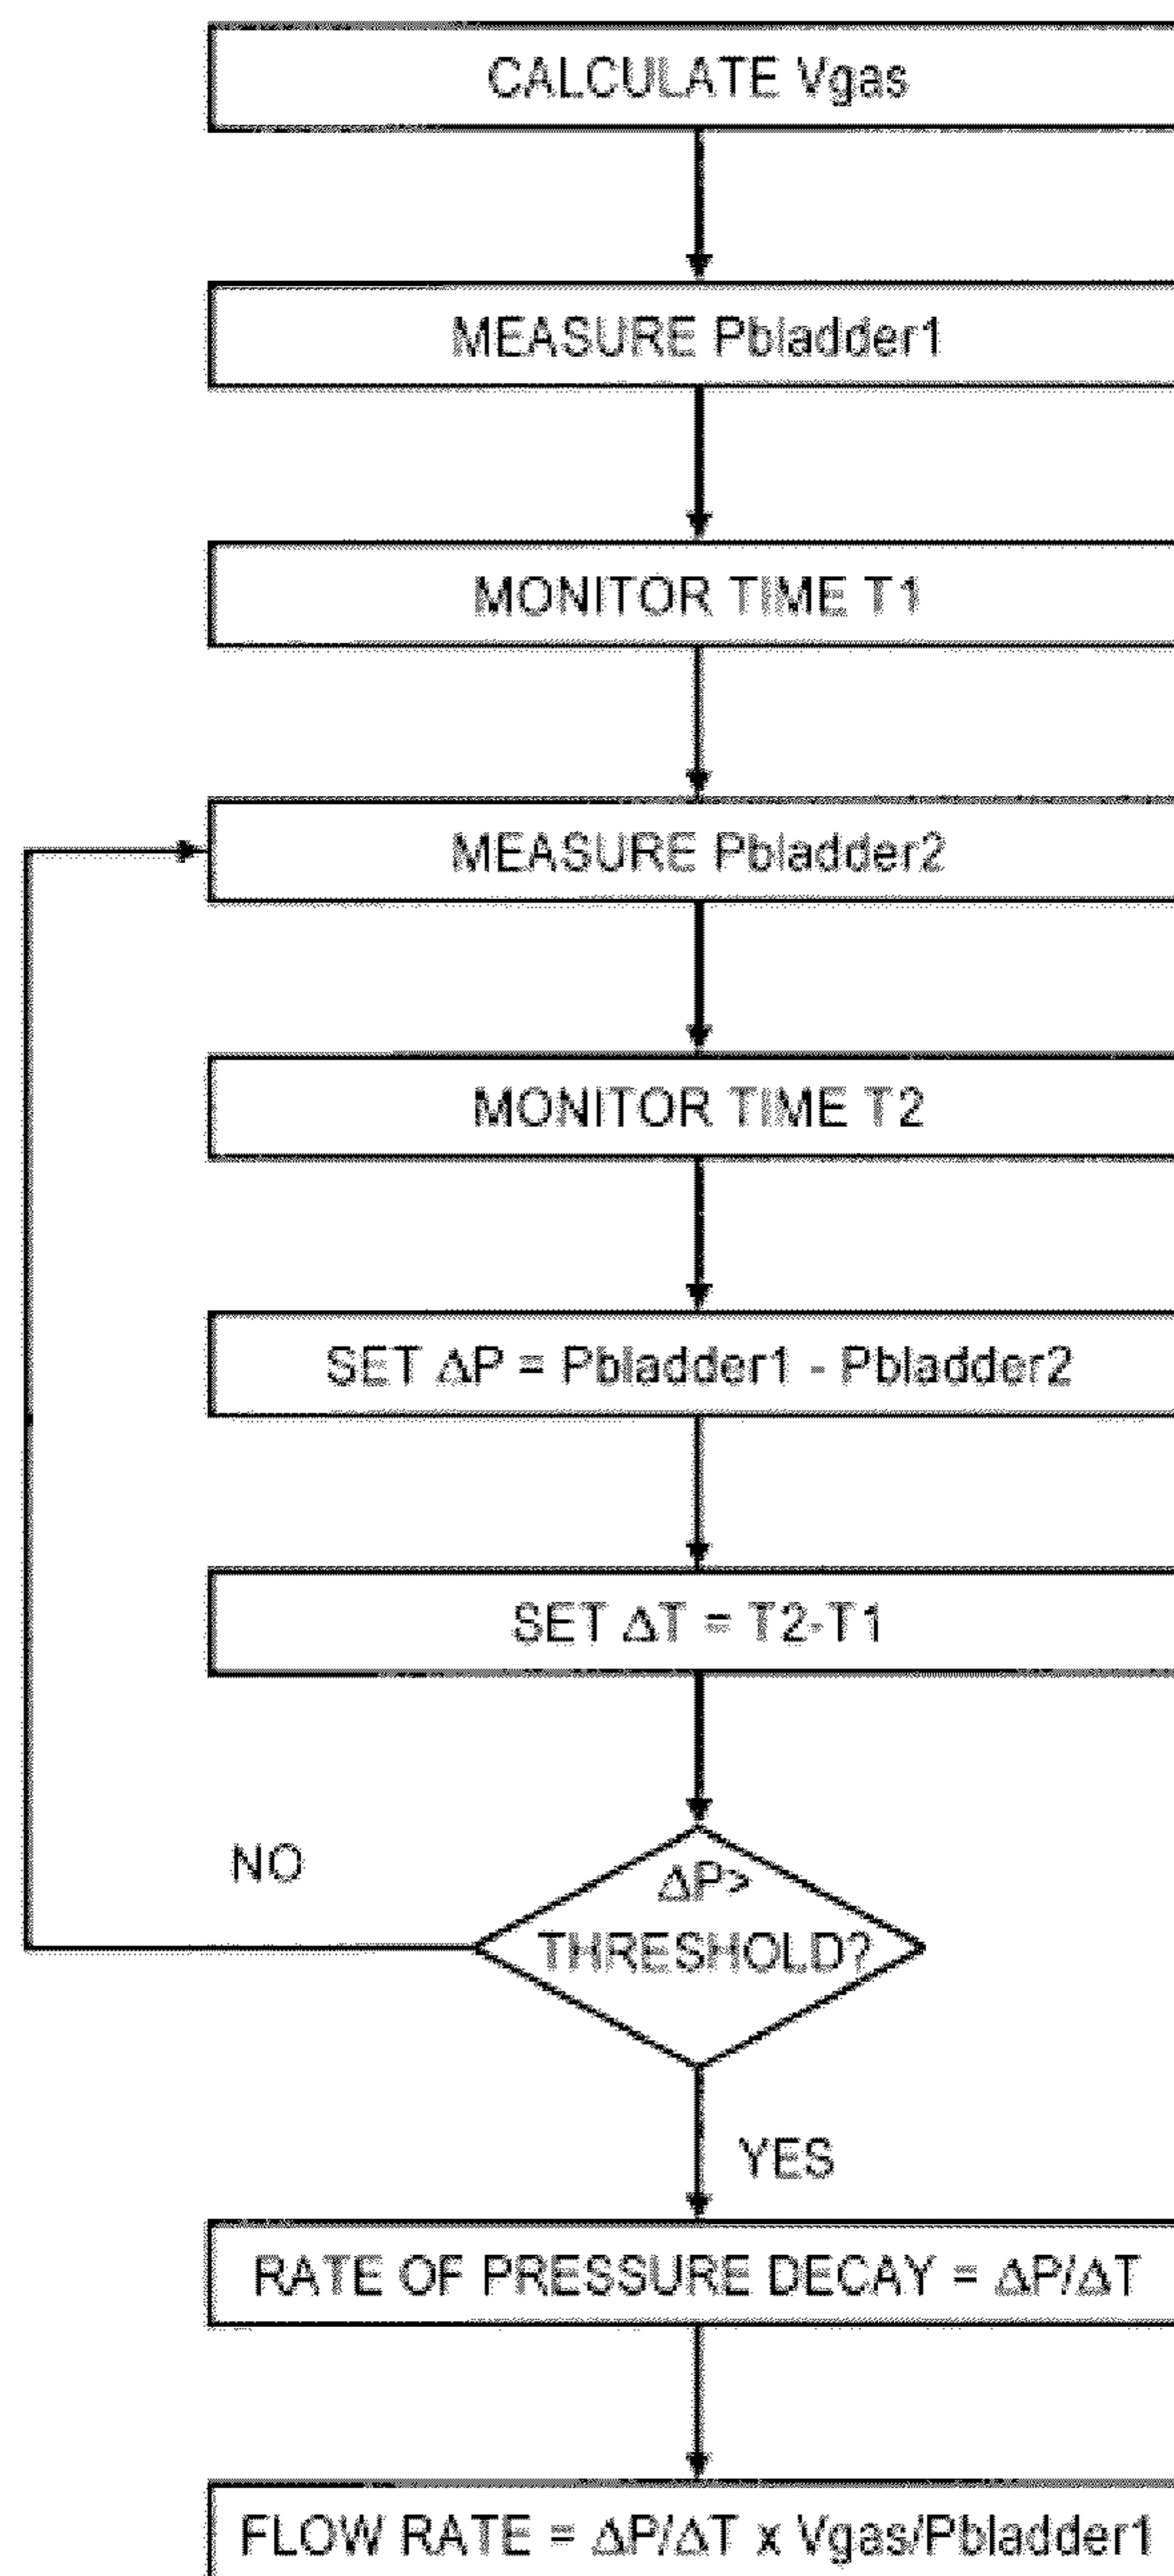 CALCULATE Vgas
MEASURE Pbladder1
MONITOR TIME T1
MEASURE Pbladder2
MONITOR TIME T2
SET ΔP = Pbladder1 - Pbladder2
SET ΔT = T2-T1
NO
ΔP>
THRESHOLD?
YES
RATE OF PRESSURE DECAY = ΔP/ΔT
FLOW RATE = ΔP/ΔT x Vgas/Pbladder1